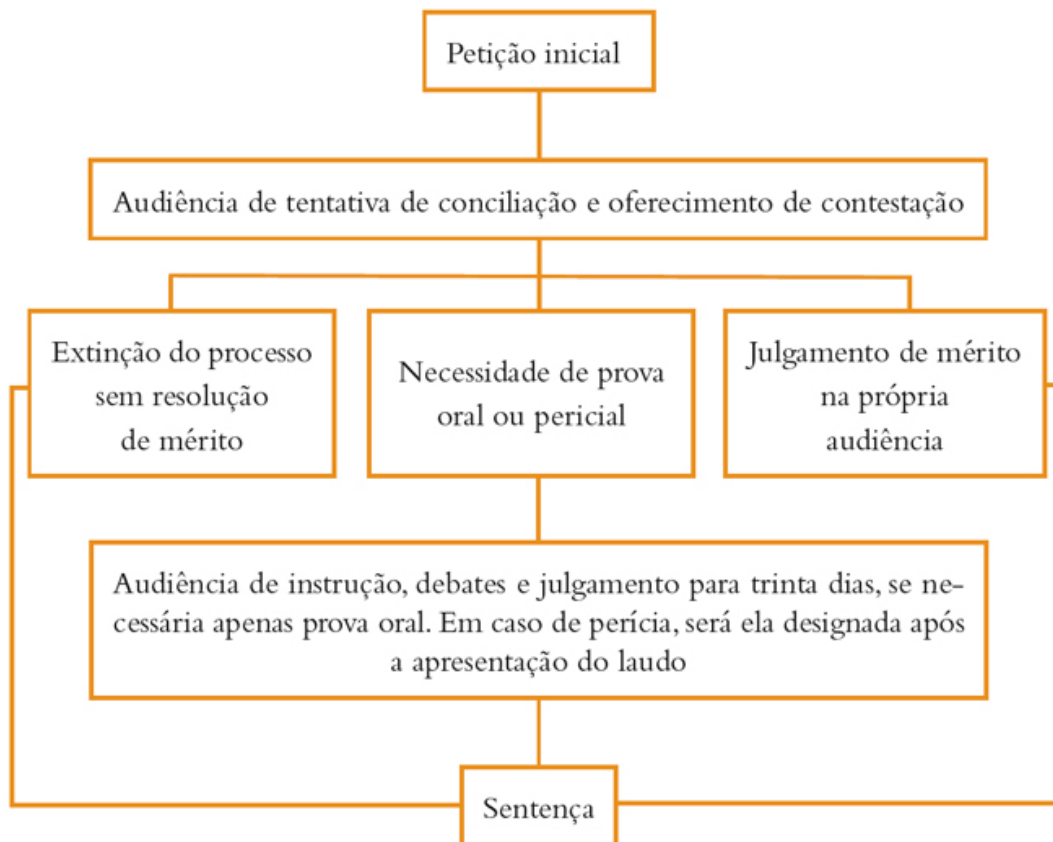 Petição inicial
Audiência de tentativa de conciliação e oferecimento de contestação
Extinção do processo
sem resolução
de mérito
Necessidade de prova
oral ou pericial
Julgamento de mérito
na própria
audiência
Audiência de instrução, debates e julgamento para trinta dias, se ne-
cessária apenas prova oral. Em caso de perícia, será ela designada após
a apresentação do laudo
Sentença